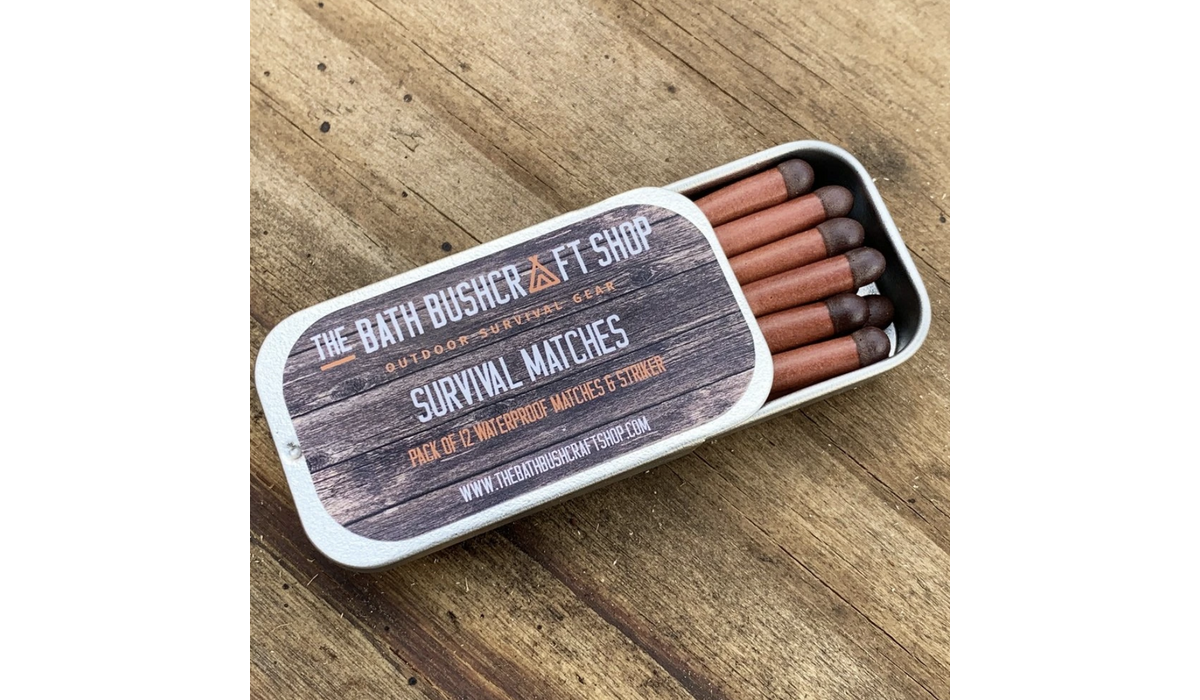 THE BATH BUSHCRAFT SHOP
OUTDOOR SURVIVAL GEAR
SURVIVAL MATCHES
PACK OF 12 WATERPROOF MATCHES & STRIKER
WWW.THEBATHBUSHCRAFTSHOP.COM